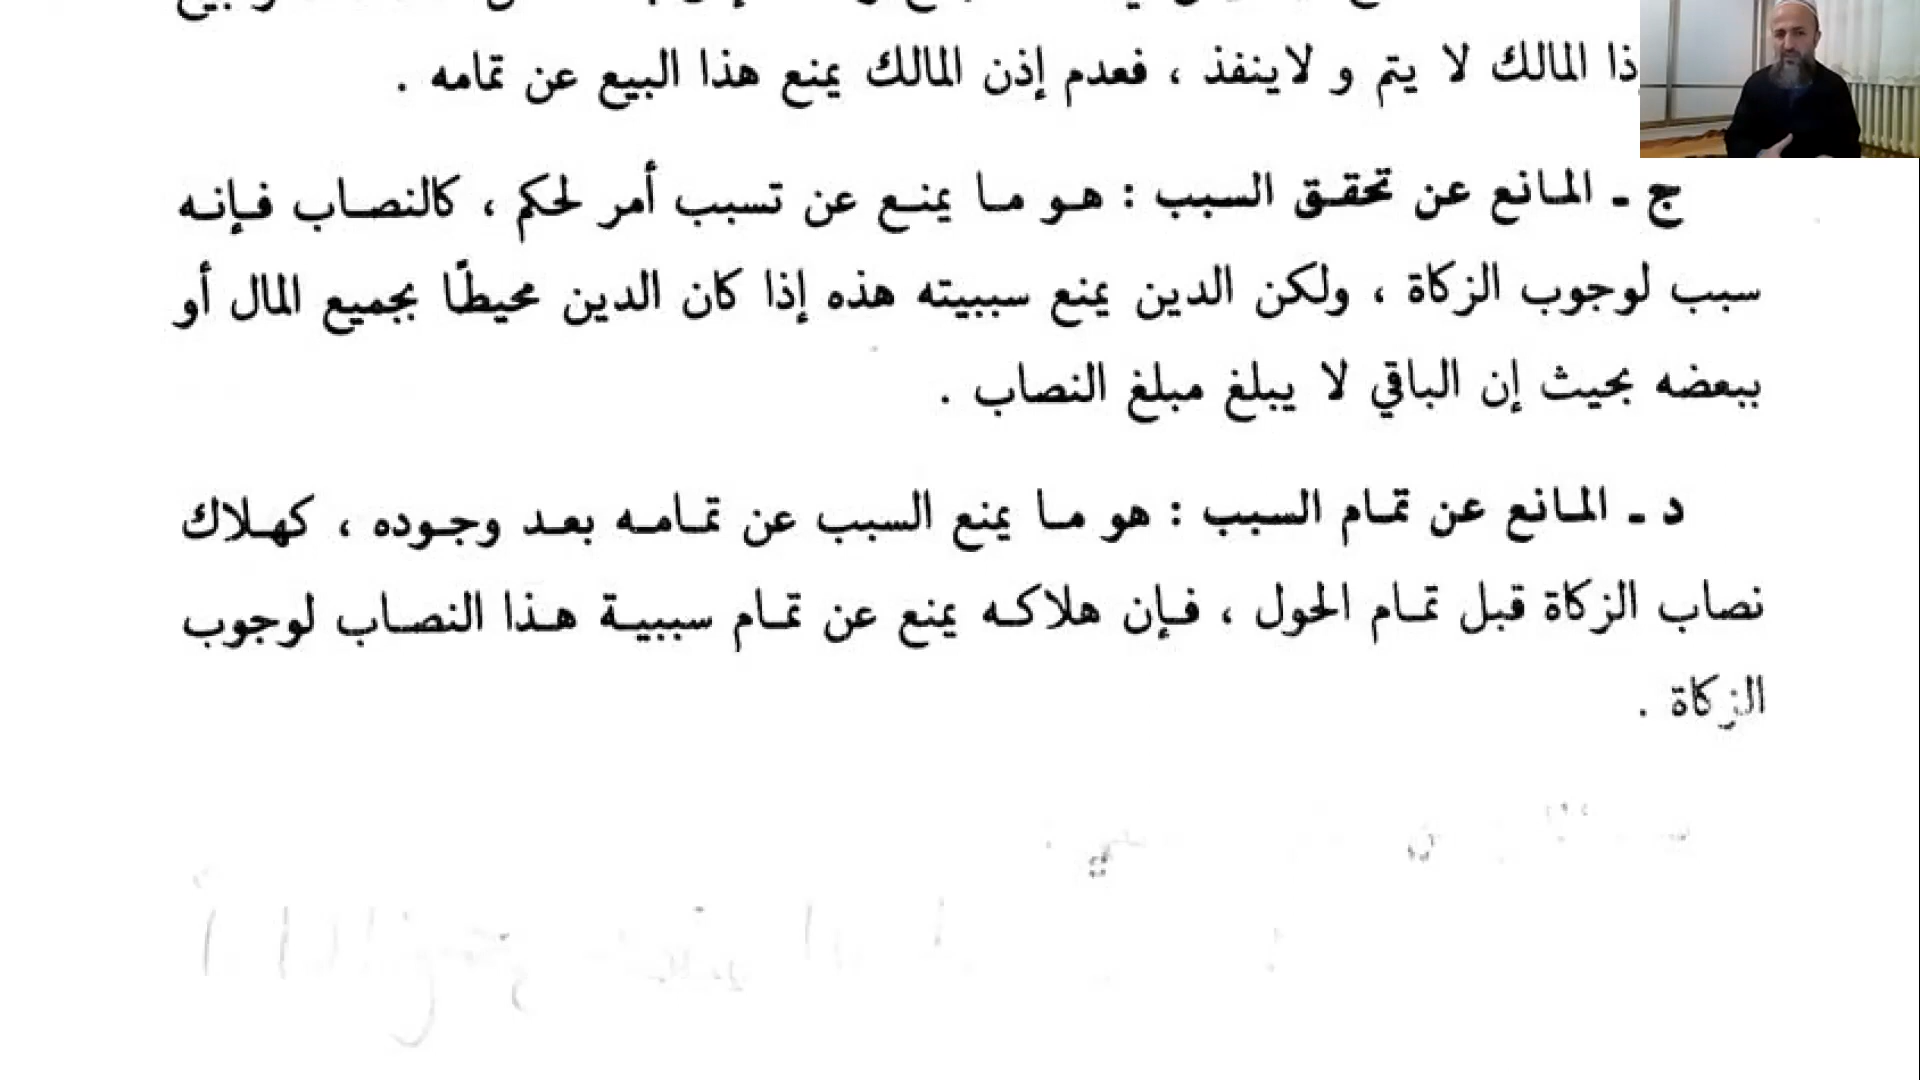 المالك لا يتم و لاينفذ ، فعدم إذن المالك يمنع هذا البيع عن تمامه .
ج ـ المانع عن تحقق السبب : هو ما يمنع عن تسبب أمر لحكم ، كالنصاب فإنه
سبب لوجوب الزكاة ، ولكن الدين يمنع سببيته هذه إذا كان الدين محيطًا بجميع المال أو
ببعضه بحيث إن الباقي لا يبلغ مبلغ النصاب .
د ـ المانع عن تمام السبب : هو ما يمنع السبب عن تمامه بعد وجوده ، كهلاك
نصاب الزكاة قبل تمام الحول ، فإن هلاكه يمنع عن تمام سببية هذا النصاب لوجوب
الزكاة .